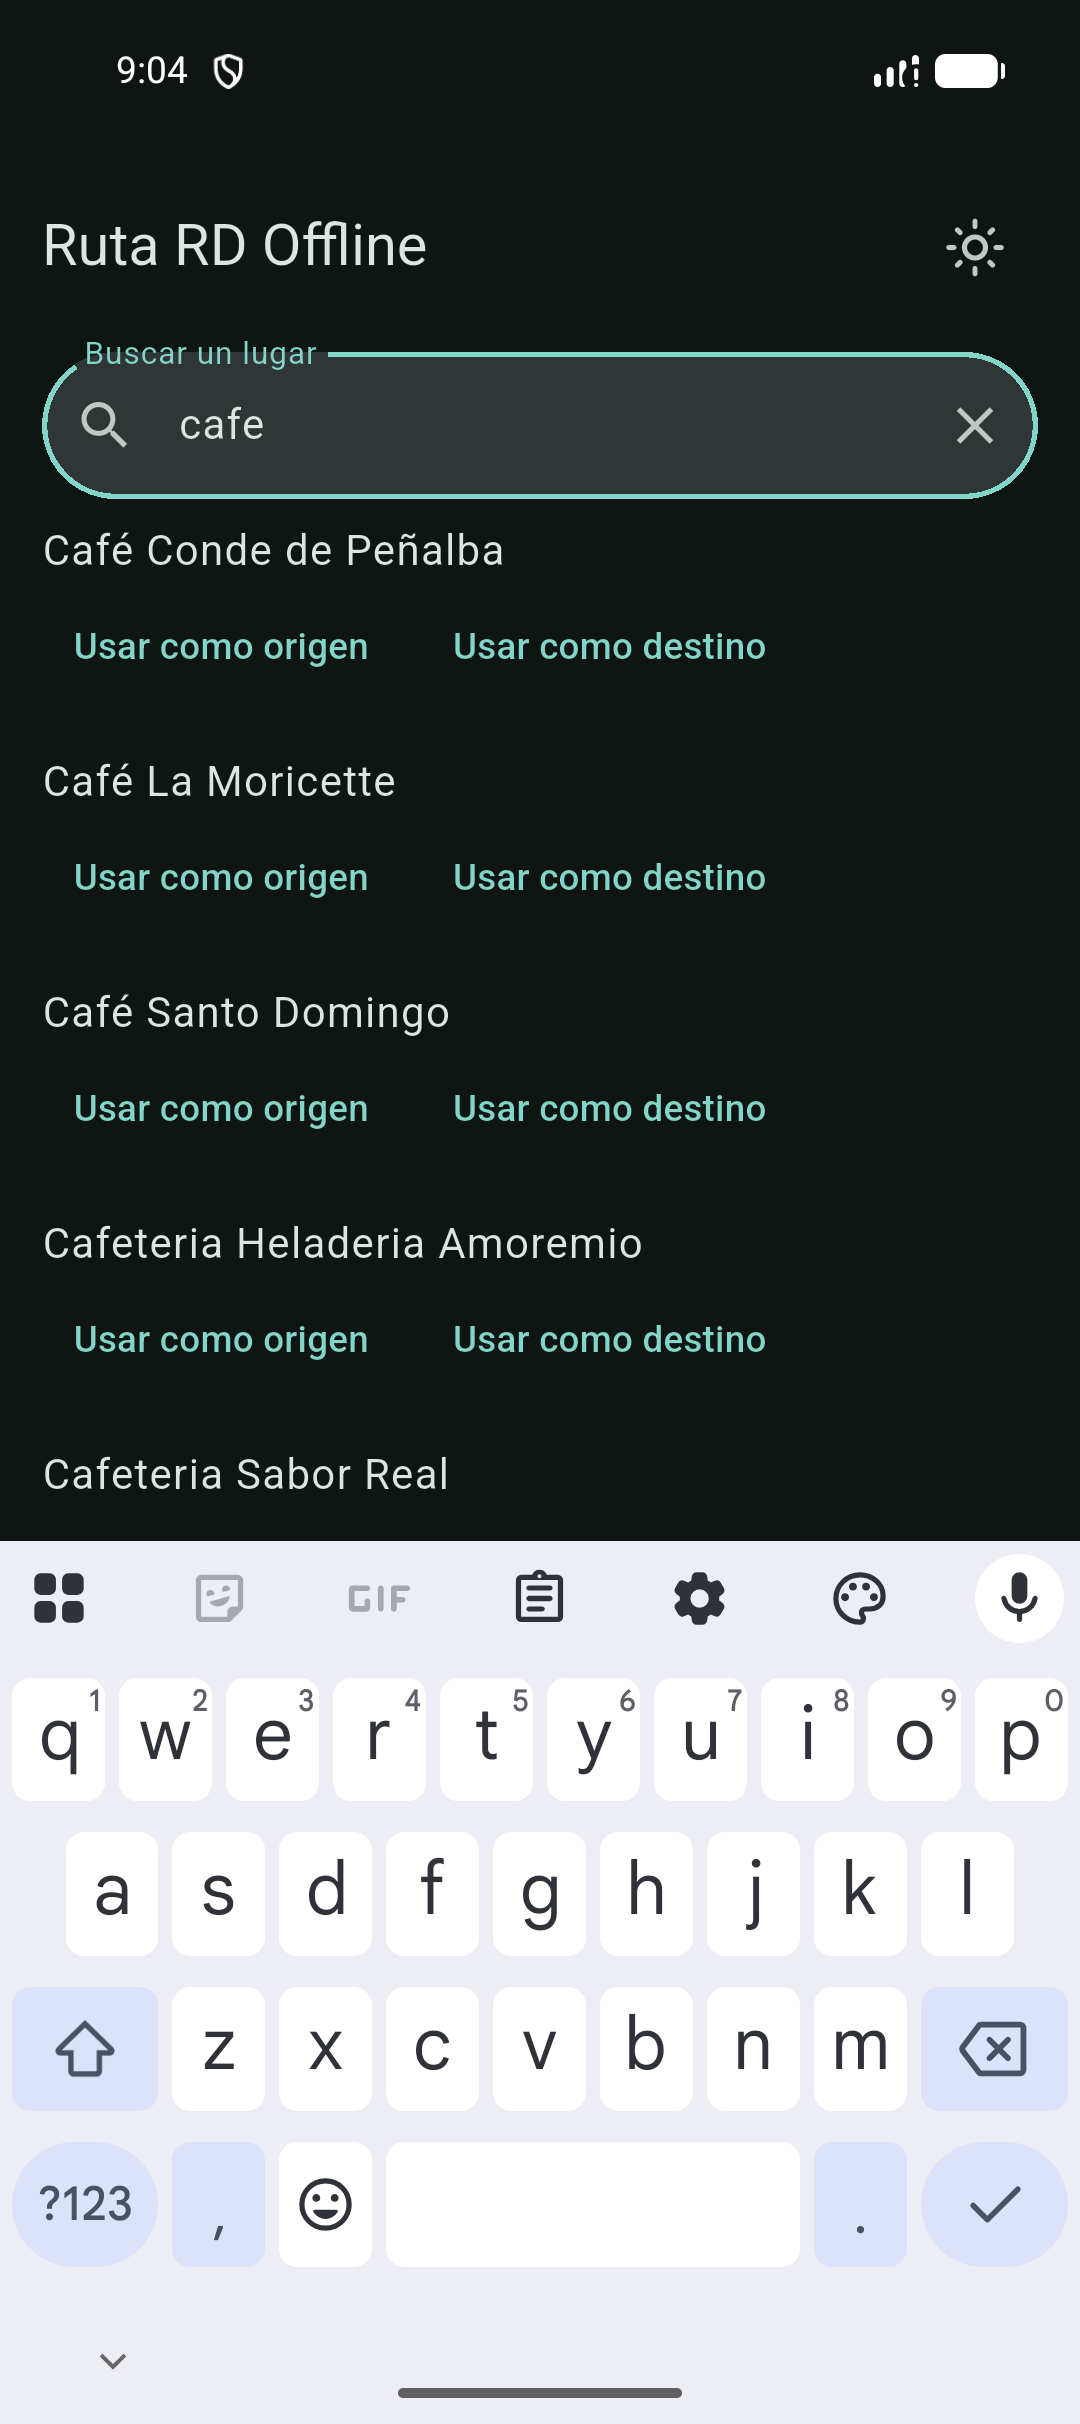 9:04
Ruta RD Offline
Buscar un lugar
cafe
Café Conde de Peñalba
Usar como origen Usar como destino
Café La Moricette
Usar como origen Usar como destino
Café Santo Domingo
Usar como origen Usar como destino
Cafeteria Heladeria Amoremio
Usar como origen Usar como destino
Cafeteria Sabor Real
GIF
q 1 w 2 e 3 r 4 t 5 y 6 u 7 i 8 o 9 p 0
a s d f g h j k l
z x c v b n m
?123 , .